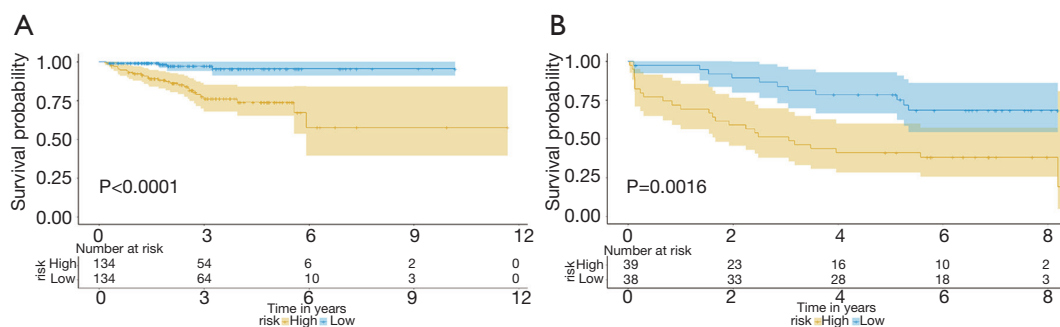 A
Survival probability
1.00
0.75
0.50
0.25
0.00
P<0.0001
0 3 6 9 12
Number at risk
risk
High 134 54 6 2 0
Low 134 64 10 3 0
0 3 6 9 12
Time in years
risk High Low
B
Survival probability
1.00
0.75
0.50
0.25
0.00
P=0.0016
0 2 4 6 8
Number at risk
risk
High 39 23 16 10 2
Low 38 33 28 18 3
0 2 4 6 8
Time in years
risk High Low